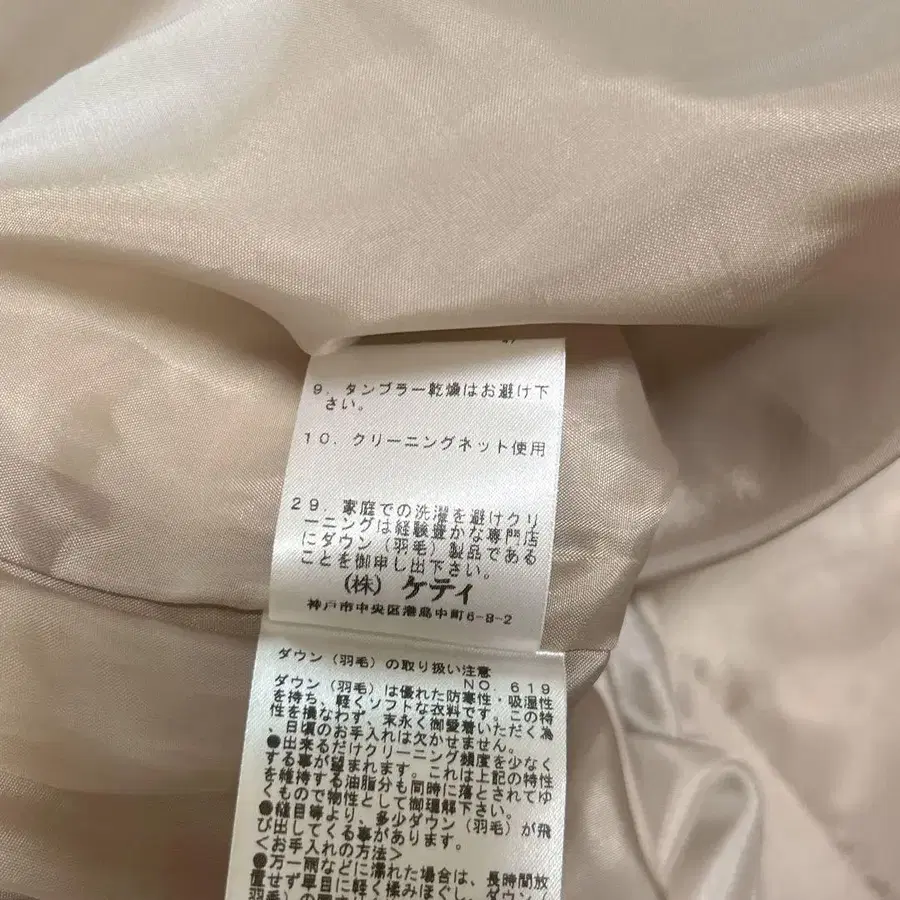 9. タンブラー乾燥はお避け下
さい。
10. クリーニングネット使用
29. 家庭での洗濯を避けクリ
ーニングは経験豊かな専門店
にダウン(羽毛)製品である
ことを御申し出下さい。
(株) ケティ
神戸市中央区港島中町6-8-2
ダウン(羽毛)の取り扱い注意
NO 619
ダウン(羽毛)は優れた防寒性・吸湿性
を持ち、軽くソフトな衣料です。この特
性を損なわず、末永く御愛着いただく為
、日頃のお手入れは欠かせません。
●出来るだけクリーニング頻度を少なく
する事が望まれます。これは上記の特性
を維持する油脂分も同時に落とされてゆ
くもので物性として御理解下さい。
●縫目等より、多少ダウン(羽毛)が飛
び出してくる事があります。
<お手入れの方法>
●万一雨などに濡れた場合は、長時間放
置せず早目に軽く揉みほぐし、ダウン(